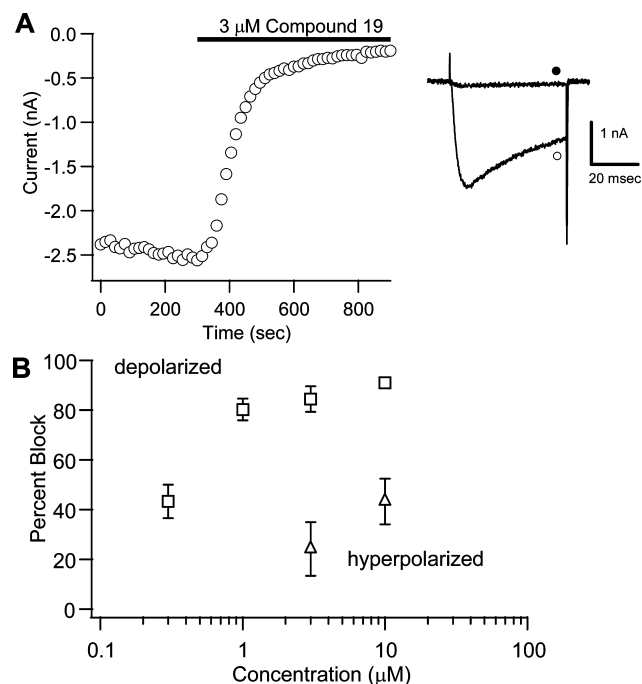 A
3 μM Compound 19
0.0
-0.5
-1.0
-1.5
-2.0
-2.5
Current (nA)
0 200 400 600 800
Time (sec)
1 nA
20 msec
B
100
80
60
40
20
0
Percent Block
depolarized
hyperpolarized
0.1 1 10 100
Concentration (μM)